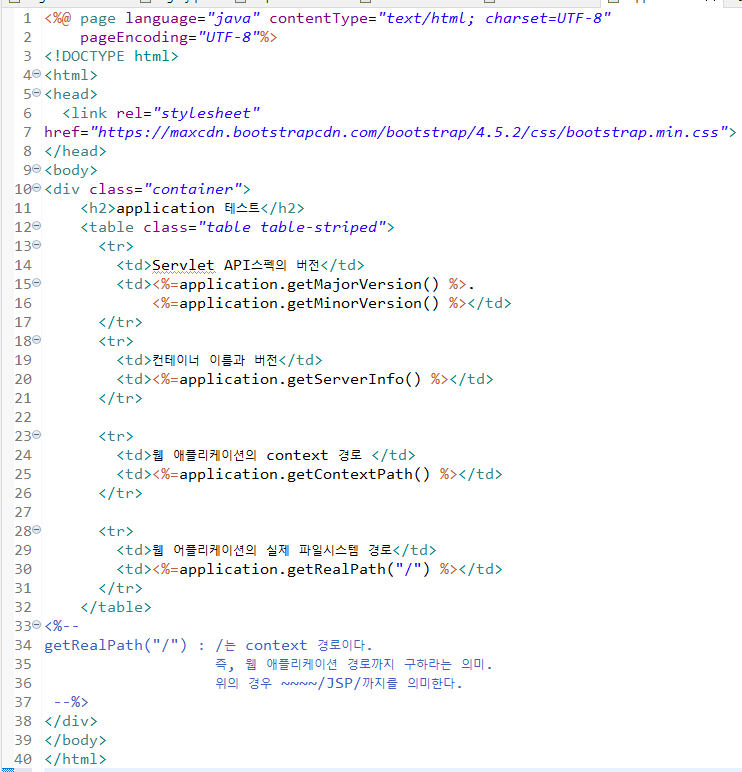 1 <%@ page language="java" contentType="text/html; charset=UTF-8"
2     pageEncoding="UTF-8"%>
3 <!DOCTYPE html>
4 <html>
5 <head>
6   <link rel="stylesheet"
7 href="https://maxcdn.bootstrapcdn.com/bootstrap/4.5.2/css/bootstrap.min.css">
8 </head>
9 <body>
10 <div class="container">
11     <h2>application 테스트</h2>
12     <table class="table table-striped">
13       <tr>
14         <td>Servlet API스펙의 버전</td>
15         <td><%=application.getMajorVersion() %>.
16             <%=application.getMinorVersion() %></td>
17       </tr>
18       <tr>
19         <td>컨테이너 이름과 버전</td>
20         <td><%=application.getServerInfo() %></td>
21       </tr>
22
23       <tr>
24         <td>웹 애플리케이션의 context 경로 </td>
25         <td><%=application.getContextPath() %></td>
26       </tr>
27
28       <tr>
29         <td>웹 어플리케이션의 실제 파일시스템 경로</td>
30         <td><%=application.getRealPath("/") %></td>
31       </tr>
32     </table>
33 <%--
34 getRealPath("/") : /는 context 경로이다.
35                    즉, 웹 애플리케이션 경로까지 구하라는 의미.
36                    위의 경우 ~~~~/JSP/까지를 의미한다.
37  --%>
38 </div>
39 </body>
40 </html>